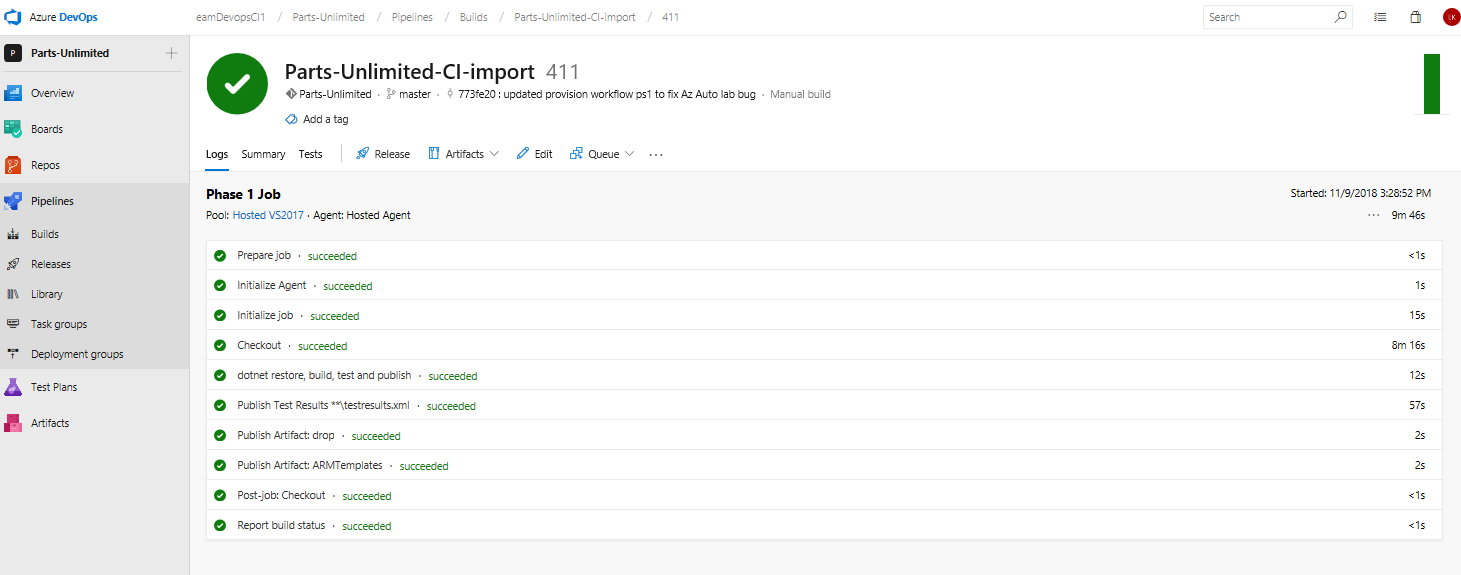 Azure DevOps
eamDevopsCI1 / Parts-Unlimited / Pipelines / Builds / Parts-Unlimited-CI-import / 411
Search
LK
P Parts-Unlimited
Overview
Boards
Repos
Pipelines
Builds
Releases
Library
Task groups
Deployment groups
Test Plans
Artifacts
Parts-Unlimited-CI-import 411
Parts-Unlimited · master · 773fe20 : updated provision workflow ps1 to fix Az Auto lab bug · Manual build
Add a tag
Logs Summary Tests Release Artifacts Edit Queue ...
Phase 1 Job
Started: 11/9/2018 3:28:52 PM
Pool: Hosted VS2017 · Agent: Hosted Agent
... 9m 46s
Prepare job · succeeded <1s
Initialize Agent · succeeded 1s
Initialize job · succeeded 15s
Checkout · succeeded 8m 16s
dotnet restore, build, test and publish · succeeded 12s
Publish Test Results **\testresults.xml · succeeded 57s
Publish Artifact: drop · succeeded 2s
Publish Artifact: ARMTemplates · succeeded 2s
Post-job: Checkout · succeeded <1s
Report build status · succeeded <1s